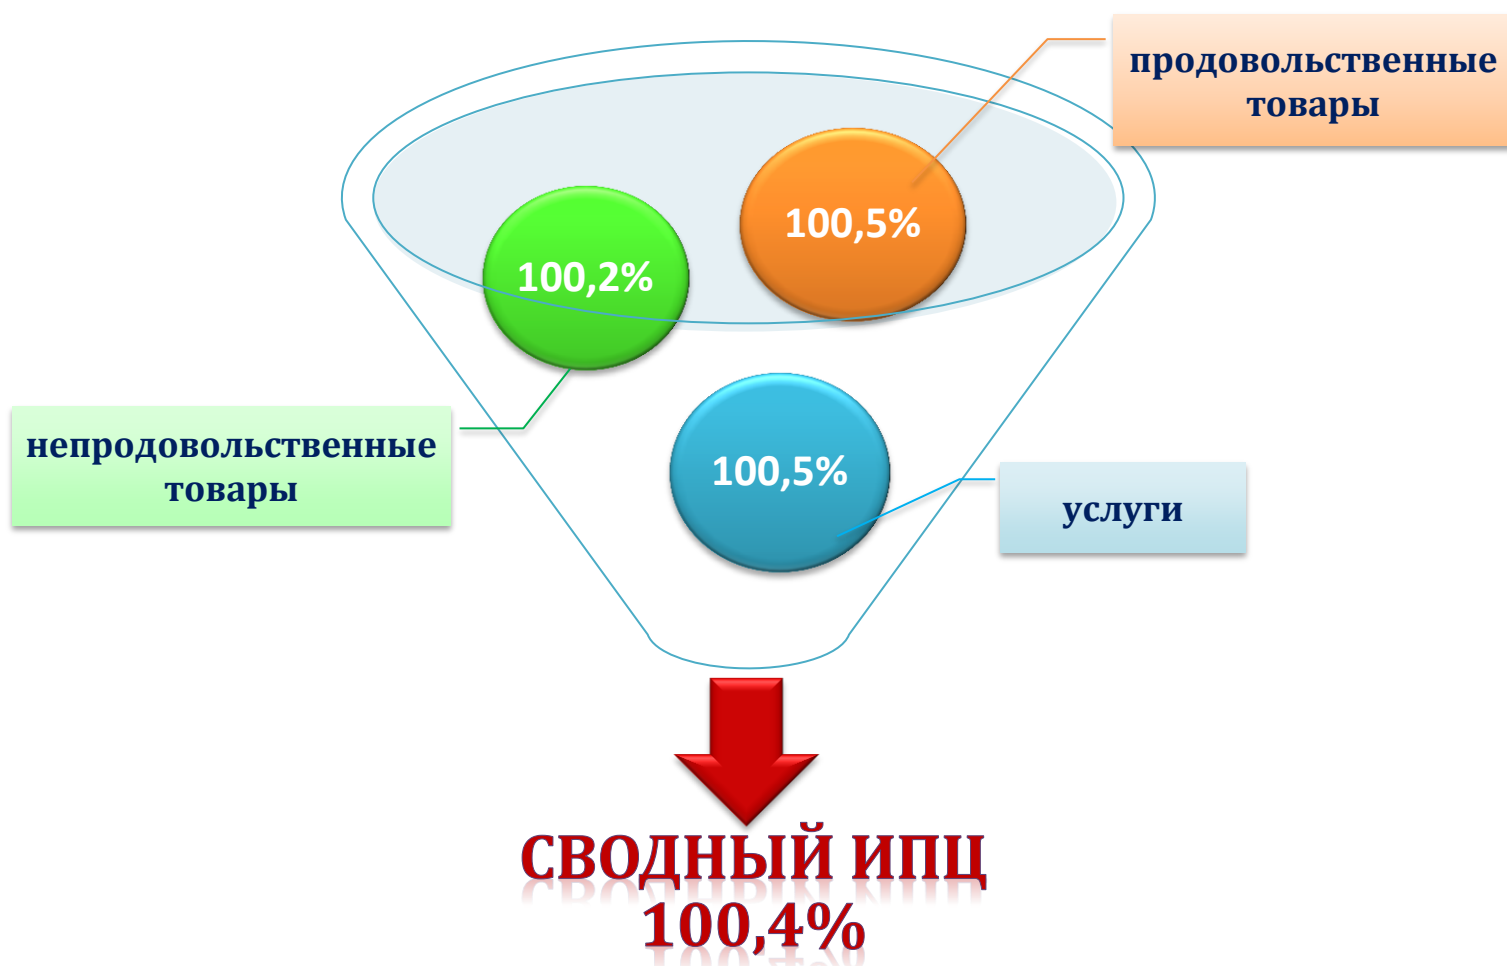 продовольственные
товары
100,5%
100,2%
непродовольственные
товары
100,5%
услуги
СВОДНЫЙ ИПЦ
100,4%